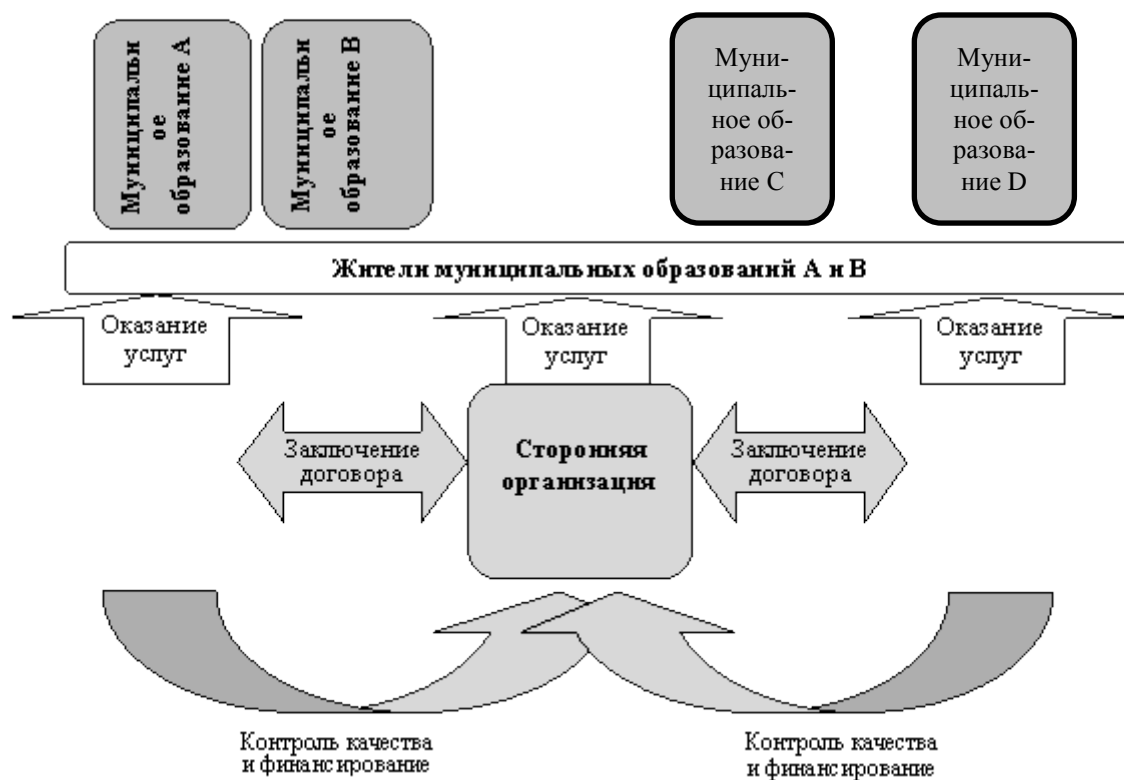 Муниципальн
ое
образование А
Муниципальн
ое
образование В
Муни-
ципаль-
ное об-
разова-
ние С
Муни-
ципаль-
ное об-
разова-
ние D
Жители муниципальных образований А и В
Оказание
услуг
Оказание
услуг
Оказание
услуг
Заключение
договора
Сторонняя
организация
Заключение
договора
Контроль качества
и финансирование
Контроль качества
и финансирование